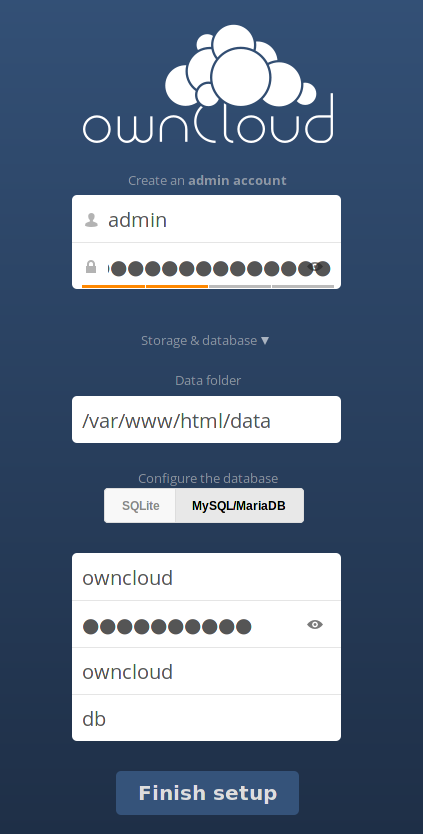 ownCloud
Create an admin account
admin
●●●●●●●●●●●●●
Storage & database ▼
Data folder
/var/www/html/data
Configure the database
SQLite MySQL/MariaDB
owncloud
●●●●●●●●●●
owncloud
db
Finish setup